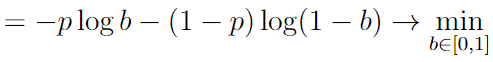 = −p log b − (1 − p) log(1 − b) → min b∈[0,1]